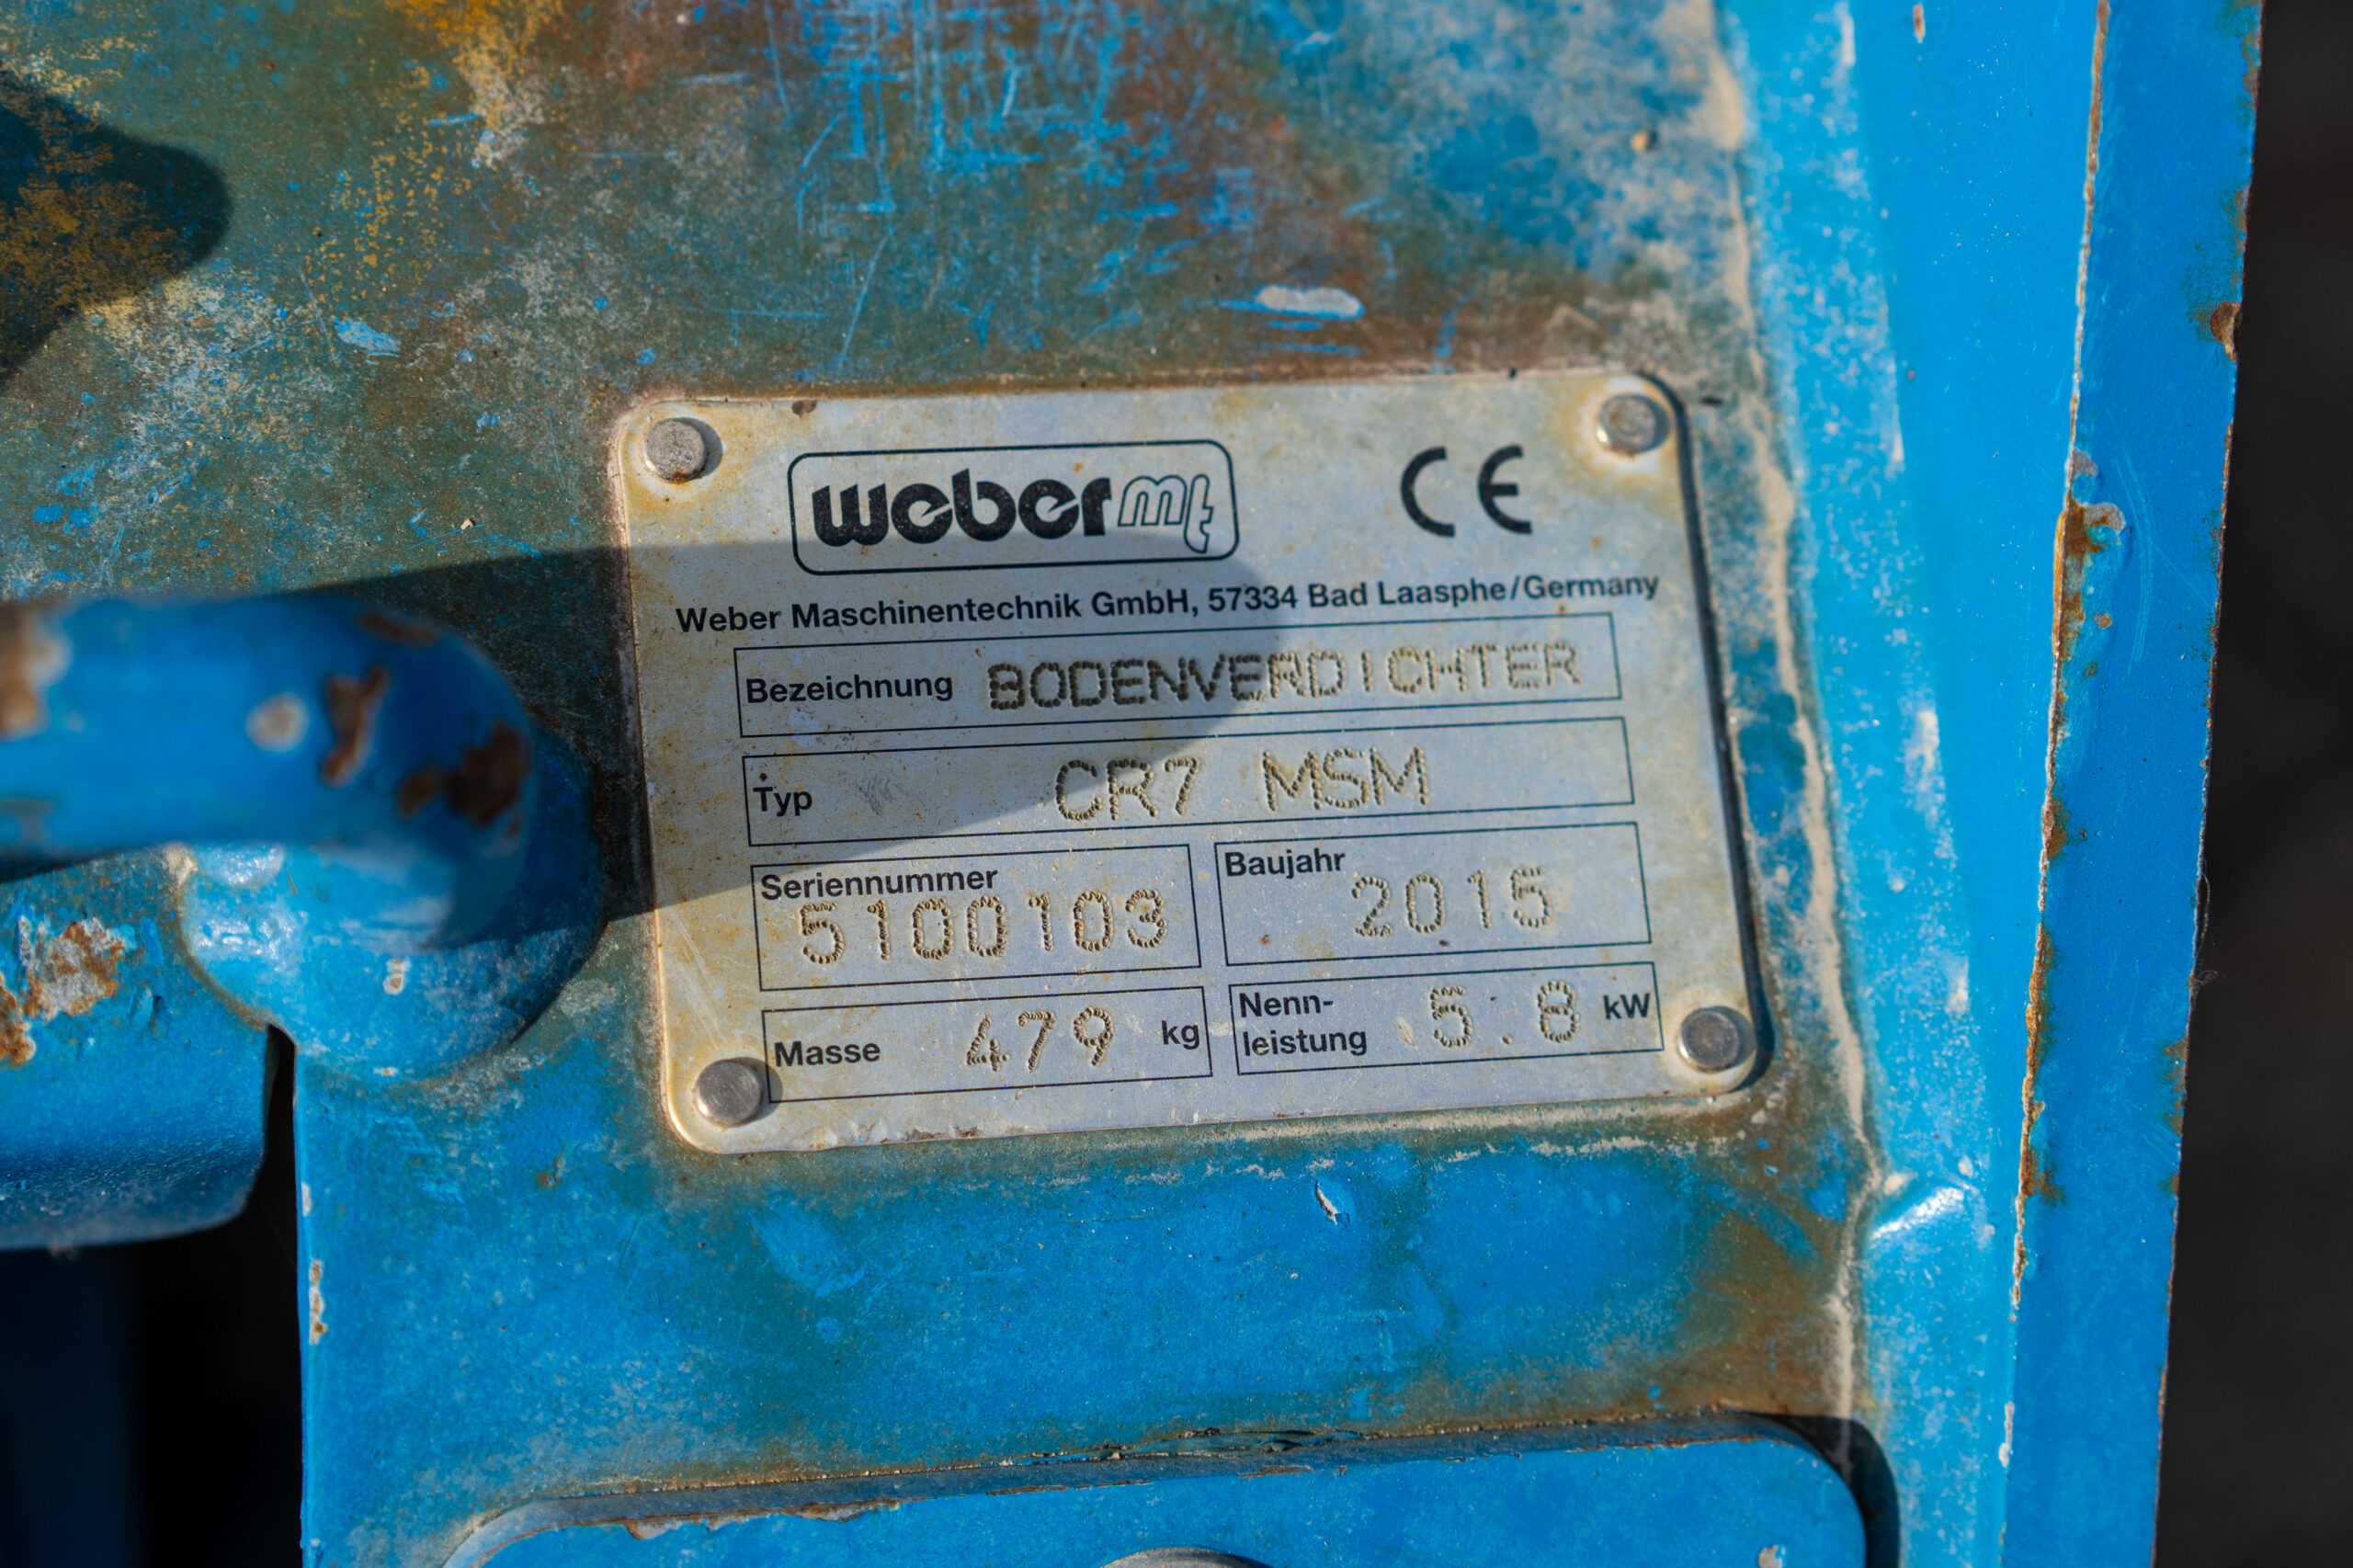 weber mt CE
Weber Maschinentechnik GmbH, 57334 Bad Laasphe/Germany
Bezeichnung BODENVERDICHTER
Typ CR7 MSM
Seriennummer Baujahr
5100103 2015
Masse 479 kg Nenn-
leistung 5.8 kW